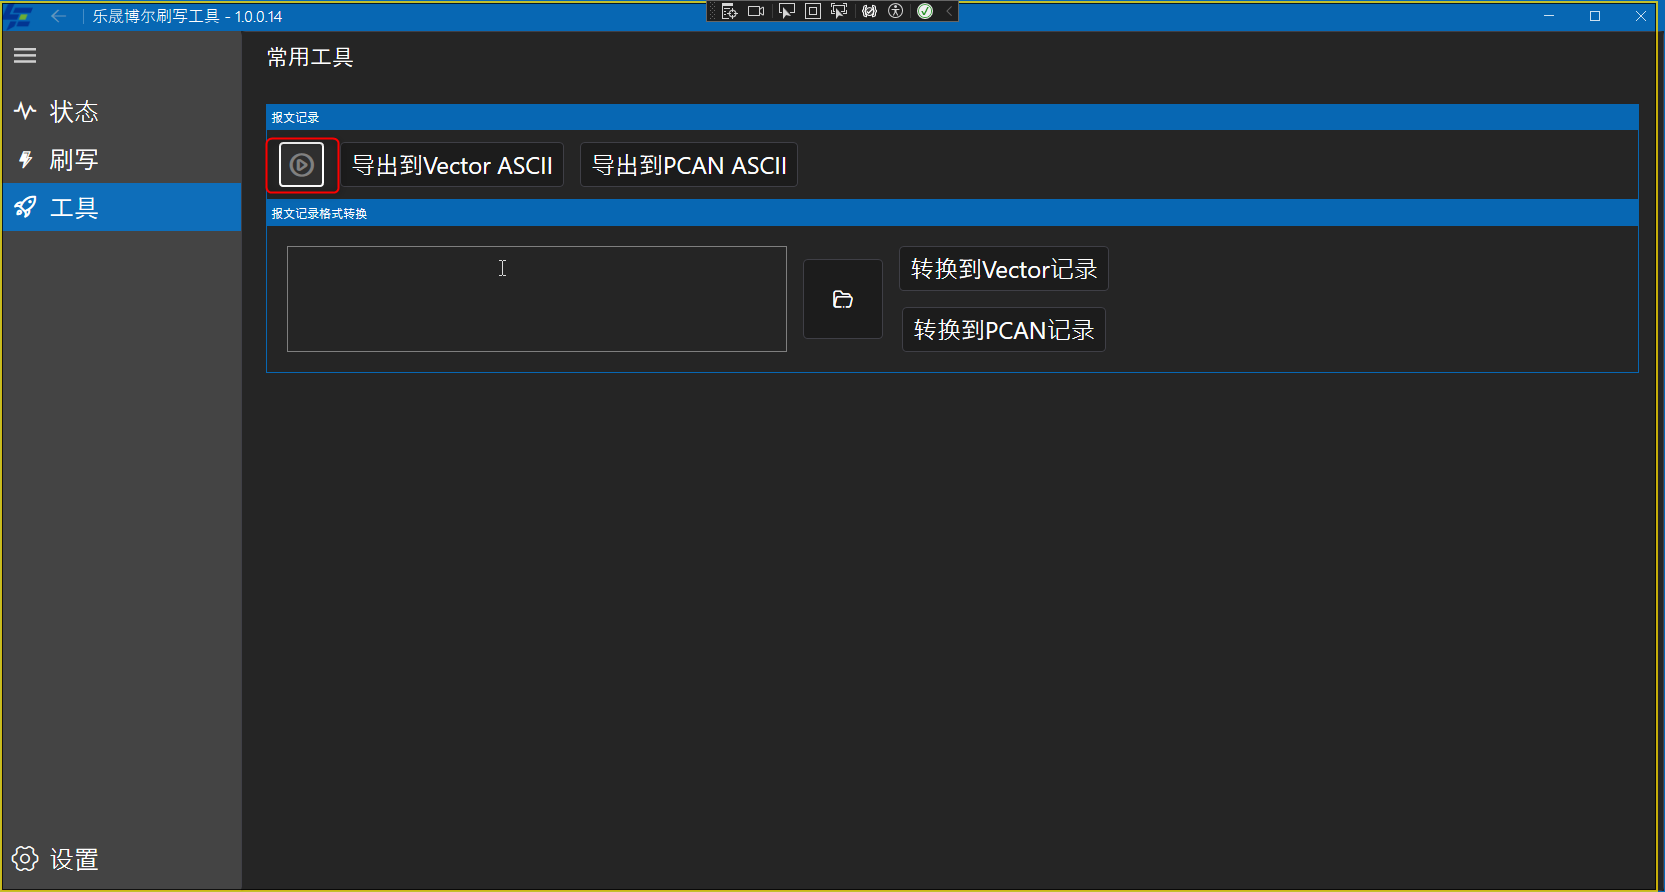 乐晟博尔刷写工具 - 1.0.0.14
常用工具
状态
刷写
工具
报文记录
导出到Vector ASCII
导出到PCAN ASCII
报文记录格式转换
转换到Vector记录
转换到PCAN记录
设置